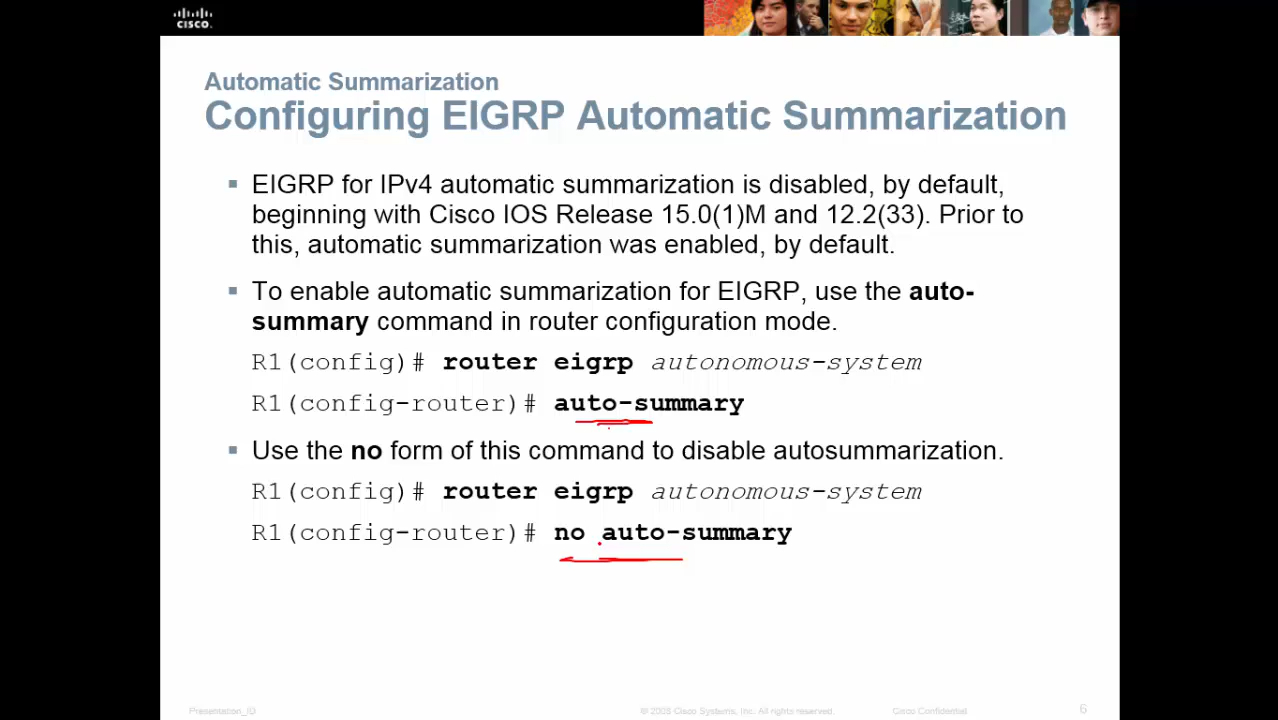 CISCO.
Automatic Summarization
Configuring EIGRP Automatic Summarization
▪ EIGRP for IPv4 automatic summarization is disabled, by default,
beginning with Cisco IOS Release 15.0(1)M and 12.2(33). Prior to
this, automatic summarization was enabled, by default.
▪ To enable automatic summarization for EIGRP, use the auto-
summary command in router configuration mode.
R1(config)# router eigrp autonomous-system
R1(config-router)# auto-summary
▪ Use the no form of this command to disable autosummarization.
R1(config)# router eigrp autonomous-system
R1(config-router)# no auto-summary
Presentation_ID © 2008 Cisco Systems, Inc. All rights reserved. Cisco Confidential 6